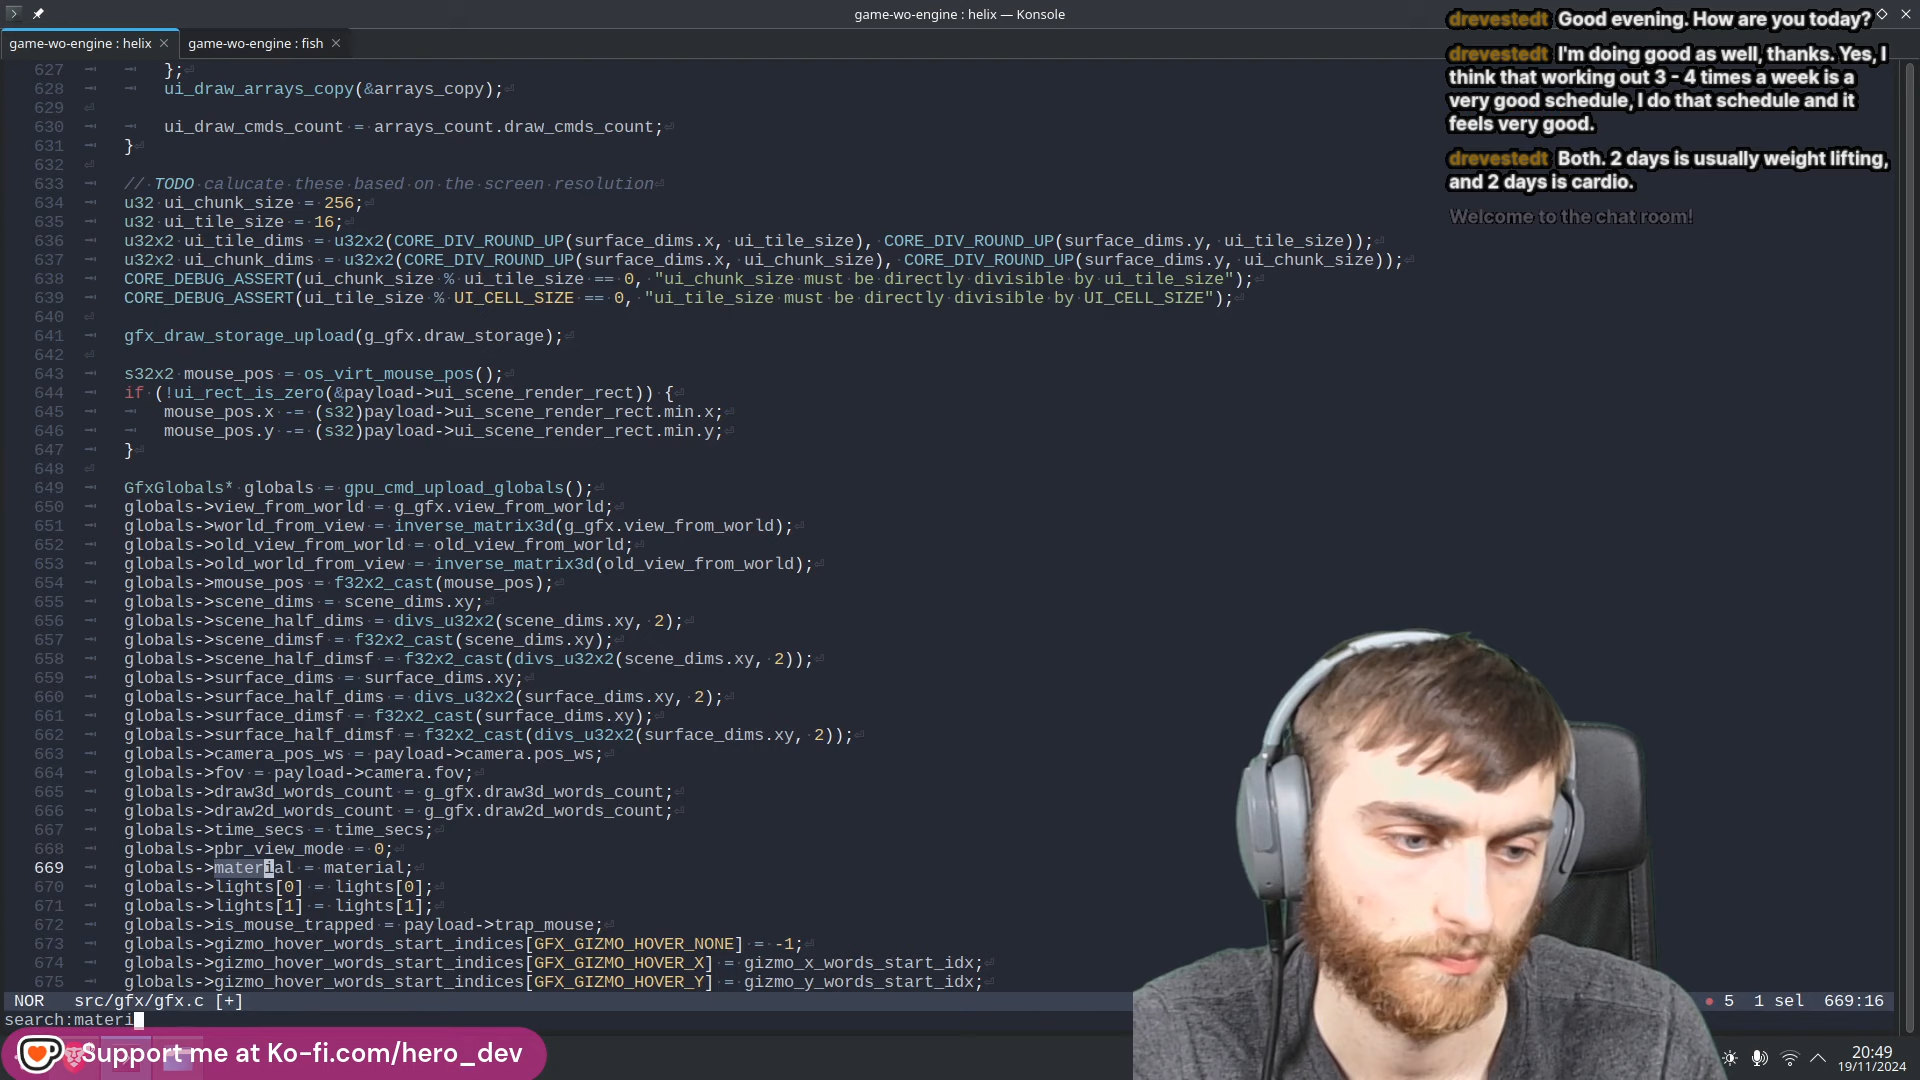 game-wo-engine : helix — Konsole
game-wo-engine : helix
game-wo-engine : fish
627 };
628 ui_draw_arrays_copy(&arrays_copy);
629
630 ui_draw_cmds_count = arrays_count.draw_cmds_count;
631 }
632
633 // TODO calucate these based on the screen resolution
634 u32 ui_chunk_size = 256;
635 u32 ui_tile_size = 16;
636 u32x2 ui_tile_dims = u32x2(CORE_DIV_ROUND_UP(surface_dims.x, ui_tile_size), CORE_DIV_ROUND_UP(surface_dims.y, ui_tile_size));
637 u32x2 ui_chunk_dims = u32x2(CORE_DIV_ROUND_UP(surface_dims.x, ui_chunk_size), CORE_DIV_ROUND_UP(surface_dims.y, ui_chunk_size));
638 CORE_DEBUG_ASSERT(ui_chunk_size % ui_tile_size == 0, "ui_chunk_size must be directly divisible by ui_tile_size");
639 CORE_DEBUG_ASSERT(ui_tile_size % UI_CELL_SIZE == 0, "ui_tile_size must be directly divisible by UI_CELL_SIZE");
640
641 gfx_draw_storage_upload(g_gfx.draw_storage);
642
643 s32x2 mouse_pos = os_virt_mouse_pos();
644 if (!ui_rect_is_zero(&payload->ui_scene_render_rect)) {
645 mouse_pos.x -= (s32)payload->ui_scene_render_rect.min.x;
646 mouse_pos.y -= (s32)payload->ui_scene_render_rect.min.y;
647 }
648
649 GfxGlobals* globals = gpu_cmd_upload_globals();
650 globals->view_from_world = g_gfx.view_from_world;
651 globals->world_from_view = inverse_matrix3d(g_gfx.view_from_world);
652 globals->old_view_from_world = old_view_from_world;
653 globals->old_world_from_view = inverse_matrix3d(old_view_from_world);
654 globals->mouse_pos = f32x2_cast(mouse_pos);
655 globals->scene_dims = scene_dims.xy;
656 globals->scene_half_dims = divs_u32x2(scene_dims.xy, 2);
657 globals->scene_dimsf = f32x2_cast(scene_dims.xy);
658 globals->scene_half_dimsf = f32x2_cast(divs_u32x2(scene_dims.xy, 2));
659 globals->surface_dims = surface_dims.xy;
660 globals->surface_half_dims = divs_u32x2(surface_dims.xy, 2);
661 globals->surface_dimsf = f32x2_cast(surface_dims.xy);
662 globals->surface_half_dimsf = f32x2_cast(divs_u32x2(surface_dims.xy, 2));
663 globals->camera_pos_ws = payload->camera.pos_ws;
664 globals->fov = payload->camera.fov;
665 globals->draw3d_words_count = g_gfx.draw3d_words_count;
666 globals->draw2d_words_count = g_gfx.draw2d_words_count;
667 globals->time_secs = time_secs;
668 globals->pbr_view_mode = 0;
669 globals->material = material;
670 globals->lights[0] = lights[0];
671 globals->lights[1] = lights[1];
672 globals->is_mouse_trapped = payload->trap_mouse;
673 globals->gizmo_hover_words_start_indices[GFX_GIZMO_HOVER_NONE] = -1;
674 globals->gizmo_hover_words_start_indices[GFX_GIZMO_HOVER_X] = gizmo_x_words_start_idx;
675 globals->gizmo_hover_words_start_indices[GFX_GIZMO_HOVER_Y] = gizmo_y_words_start_idx;
NOR src/gfx/gfx.c [+] 5 1 sel 669:16
search:materi
drevestedt Good evening. How are you today?
drevestedt I'm doing good as well, thanks. Yes, I
think that working out 3 - 4 times a week is a
very good schedule, I do that schedule and it
feels very good.
drevestedt Both. 2 days is usually weight lifting,
and 2 days is cardio.
Welcome to the chat room!
Support me at Ko-fi.com/hero_dev
20:49
19/11/2024